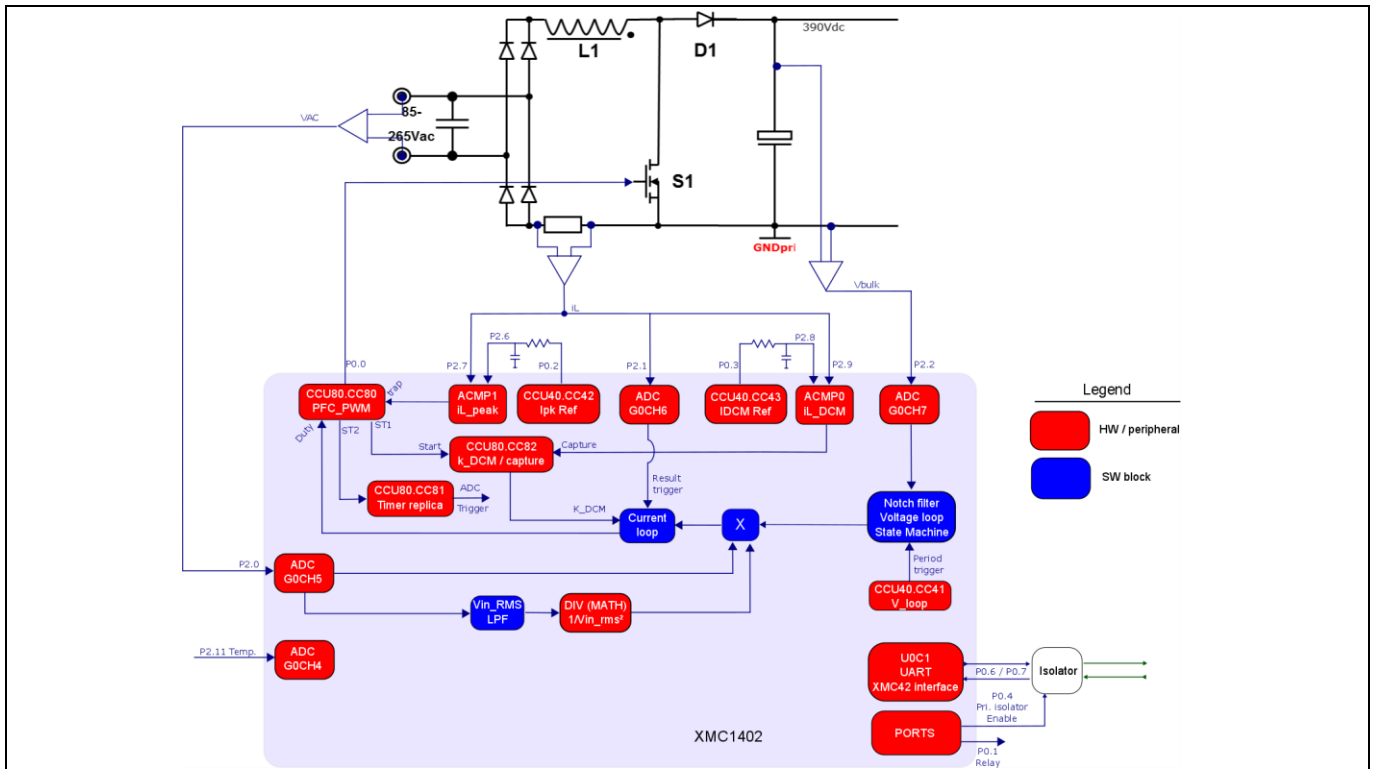 390Vdc
L1
D1
85-
265Vac
VAC
S1
GNDpri
Vbulk
iL
P2.6
P2.8
P0.0
P2.7
P0.2
P2.1
P0.3
P2.9
P2.2
CCU80.CC80
PFC_PWM
trap
ACMP1
iL_peak
CCU40.CC42
Ipk Ref
ADC
G0CH6
CCU40.CC43
IDCM Ref
ACMP0
iL_DCM
ADC
G0CH7
Legend
HW / peripheral
SW block
Duty
ST2
ST1
Start
CCU80.CC82
k_DCM / capture
Capture
CCU80.CC81
Timer replica
ADC
Trigger
Result
trigger
K_DCM
Current
loop
X
Notch filter
Voltage loop
State Machine
Period
trigger
CCU40.CC41
V_loop
P2.0
ADC
G0CH5
Vin_RMS
LPF
DIV (MATH)
1/Vin_rms²
P2.11 Temp.
ADC
G0CH4
U0C1
UART
XMC42 interface
P0.6 / P0.7
Isolator
P0.4
Pri. isolator
Enable
PORTS
P0.1
Relay
XMC1402